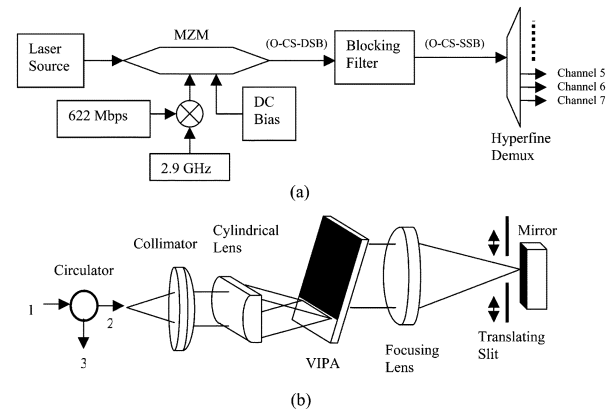 MZM
Laser
Source
(O-CS-DSB)
Blocking
Filter
(O-CS-SSB)
Channel 5
Channel 6
Channel 7
622 Mbps
DC
Bias
2.9 GHz
Hyperfine
Demux
(a)
Circulator
Collimator
Cylindrical
Lens
Mirror
1
2
3
VIPA
Focusing
Lens
Translating
Slit
(b)